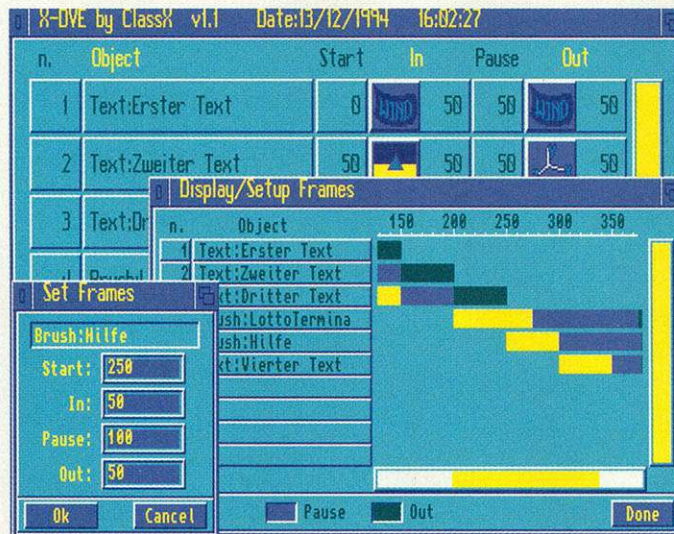 X-DVE by ClassX v1.1 Date:13/12/1994 16:02:27
n. Object Start In Pause Out
1 Text:Erster Text 0 WIND 50 50 WIND 50
2 Text:Zweiter Text 50 50 50 50
3 Text:Dr
Display/Setup Frames
n. Object 150 200 250 300 350
1 Text:Erster Text
2 Text:Zweiter Text
xt:Dritter Text
ush:LottoTermina
ush:Hilfe
xt:Vierter Text
Pause Out Done
Set Frames
Brush:Hilfe
Start: 250
In: 50
Pause: 100
Out: 50
Ok Cancel